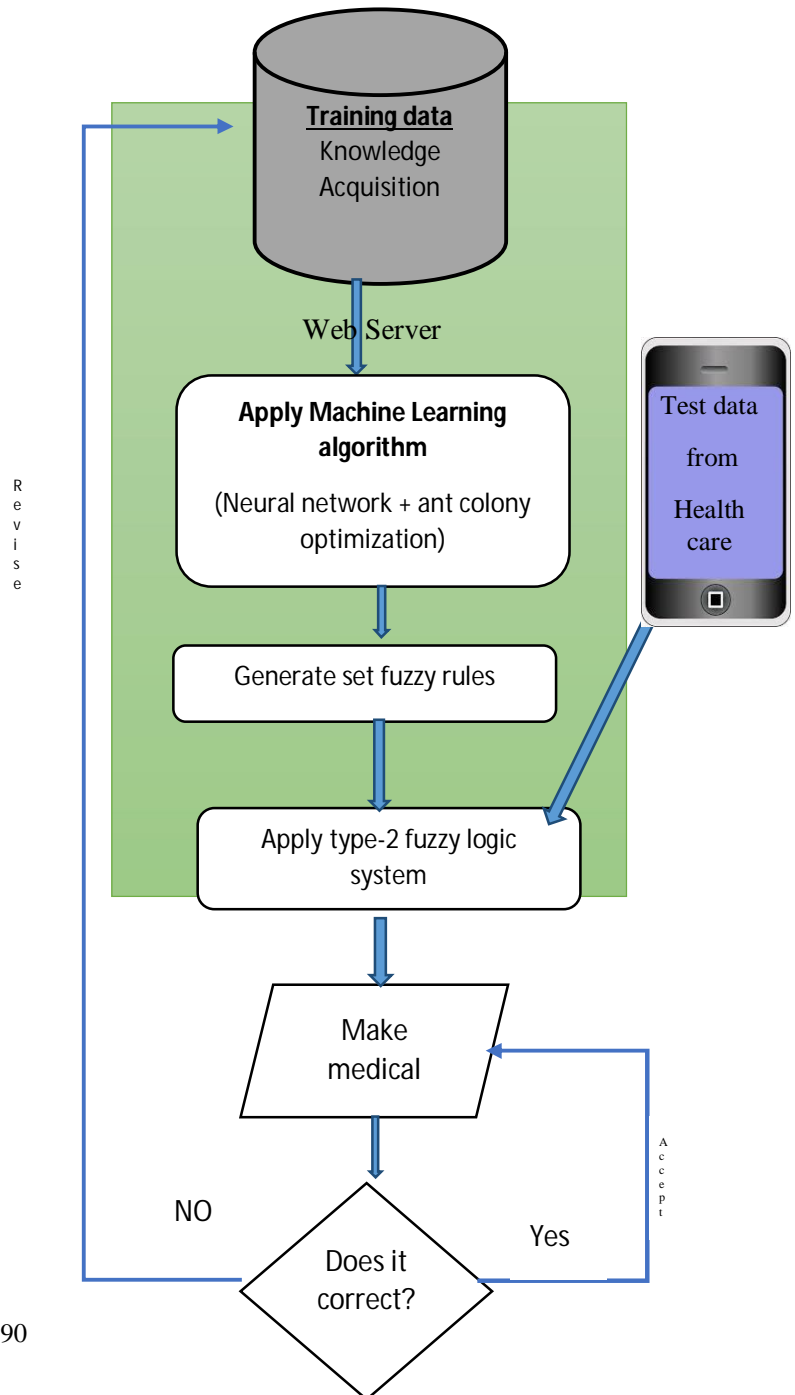 Training data
Knowledge
Acquisition
Web Server
Apply Machine Learning
algorithm
(Neural network + ant colony
optimization)
Test data
from
Health
care
Revise
Generate set fuzzy rules
Apply type-2 fuzzy logic
system
Make
medical
Accept
NO
Yes
Does it
correct?
90